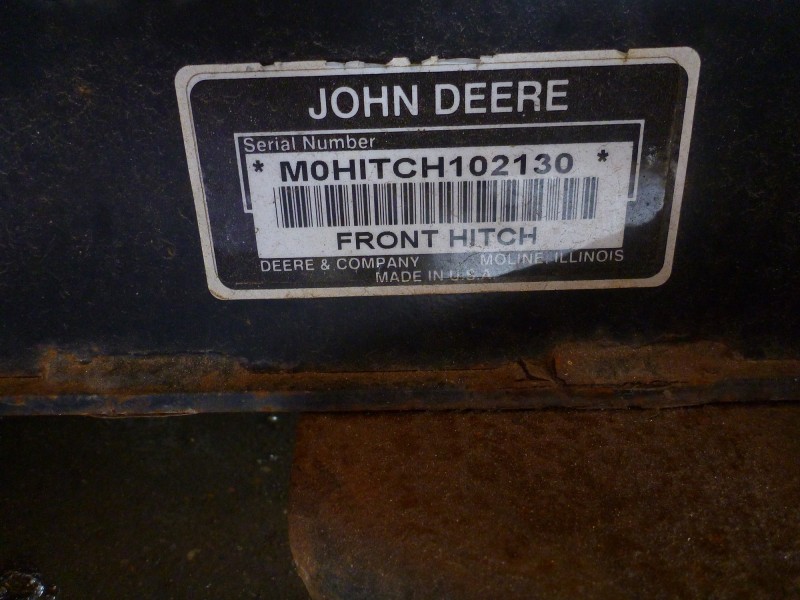 JOHN DEERE
Serial Number
* M0HITCH102130 *
FRONT HITCH
DEERE & COMPANY MOLINE, ILLINOIS
MADE IN U.S.A.